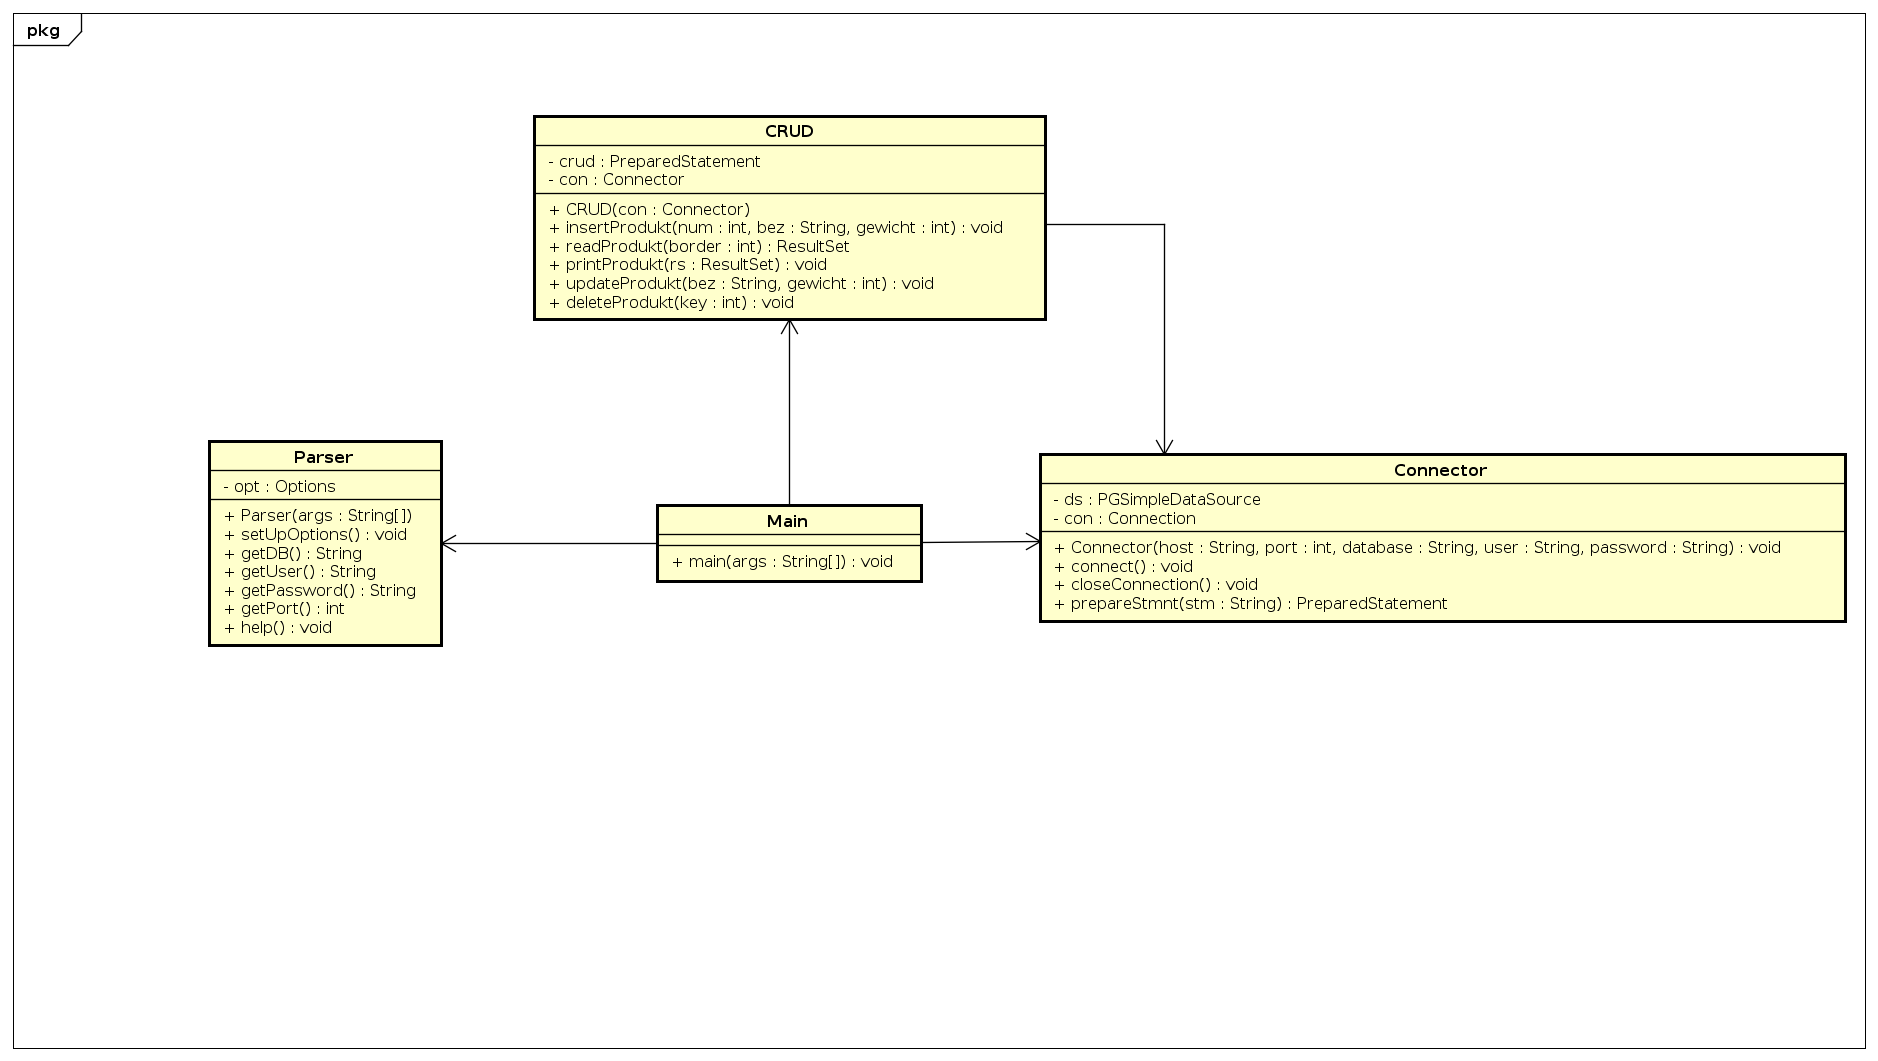 pkg
CRUD
- crud : PreparedStatement
- con : Connector
+ CRUD(con : Connector)
+ insertProdukt(num : int, bez : String, gewicht : int) : void
+ readProdukt(border : int) : ResultSet
+ printProdukt(rs : ResultSet) : void
+ updateProdukt(bez : String, gewicht : int) : void
+ deleteProdukt(key : int) : void
Parser
- opt : Options
+ Parser(args : String[])
+ setUpOptions() : void
+ getDB() : String
+ getUser() : String
+ getPassword() : String
+ getPort() : int
+ help() : void
Main
+ main(args : String[]) : void
Connector
- ds : PGSimpleDataSource
- con : Connection
+ Connector(host : String, port : int, database : String, user : String, password : String) : void
+ connect() : void
+ closeConnection() : void
+ prepareStmnt(stm : String) : PreparedStatement